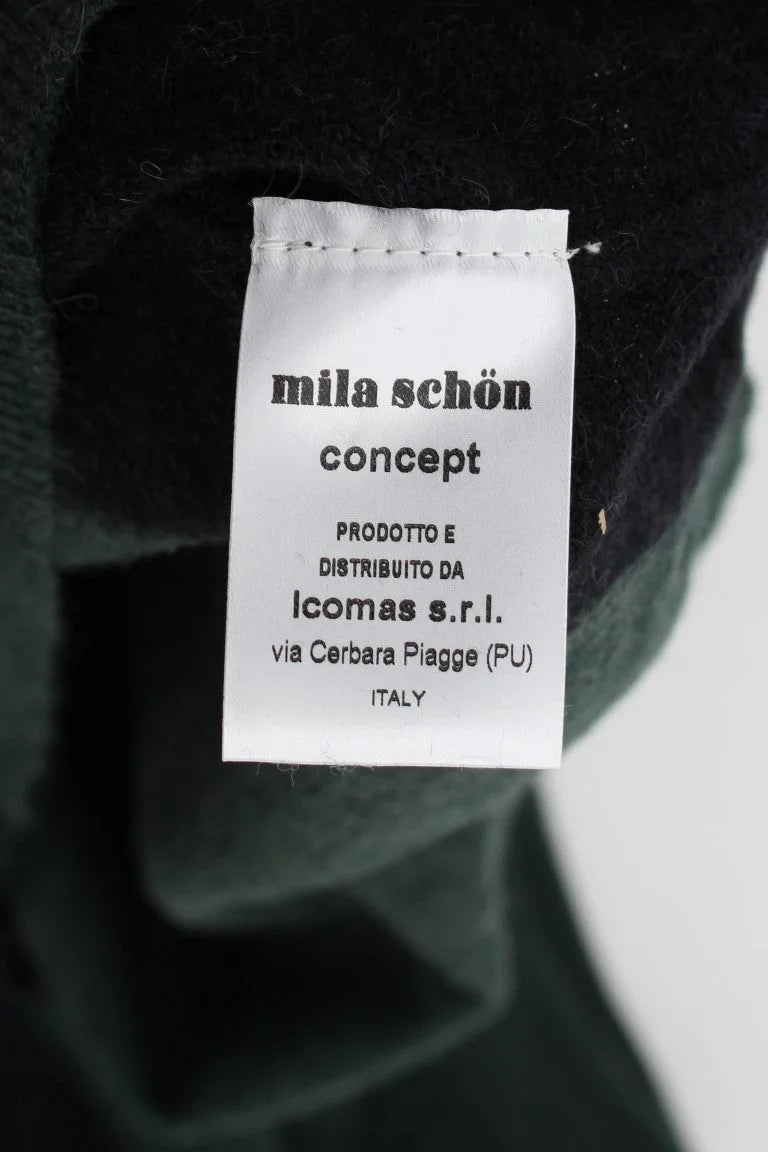 mila schön
concept
PRODOTTO E
DISTRIBUITO DA
Icomas s.r.l.
via Cerbara Piagge (PU)
ITALY